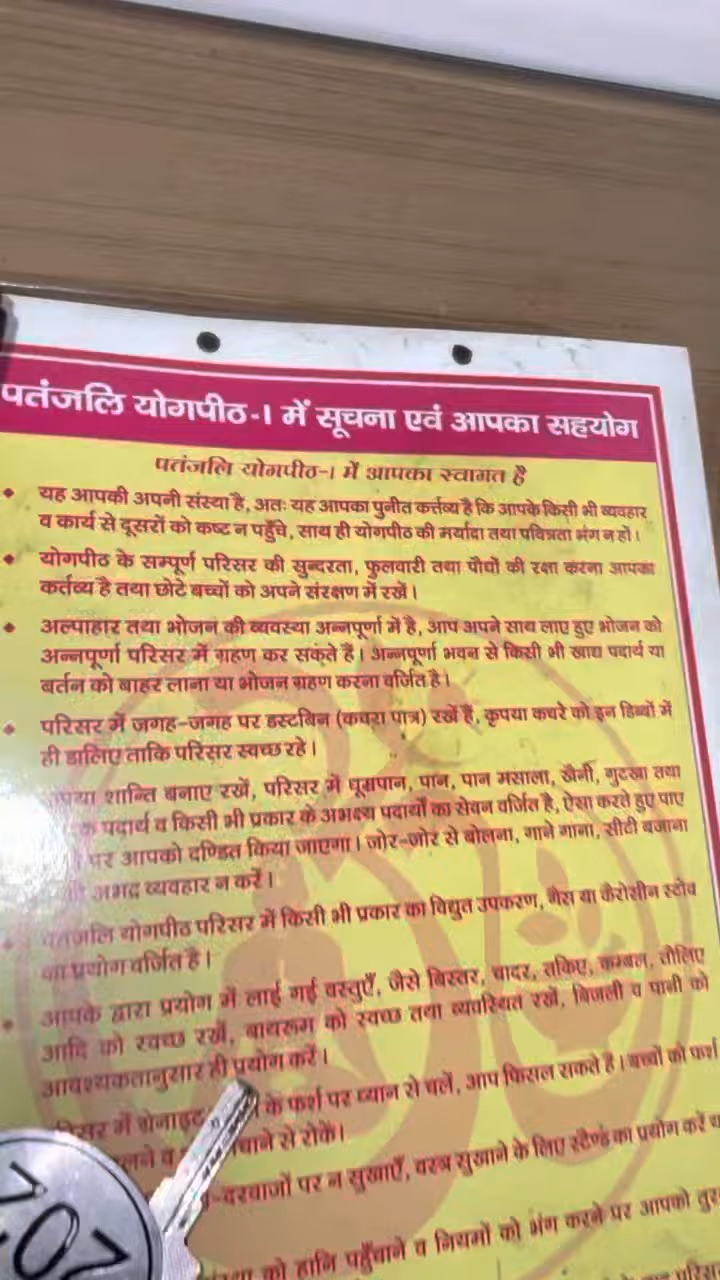 पतंजलि योगपीठ-। में सूचना एवं आपका सहयोग
पतंजलि योगपीठ-। में आपका स्वागत है
• यह आपकी अपनी संस्था है, अतः यह आपका पुनीत कर्त्तव्य है कि आपके किसी भी व्यवहार
व कार्य से दूसरों को कष्ट न पहुँचे, साथ ही योगपीठ की मर्यादा तथा पवित्रता भंग न हों।
• योगपीठ के सम्पूर्ण परिसर की सुन्दरता, फुलवारी तथा पौधों की रक्षा करना आपका
कर्तव्य है तथा छोटे बच्चों को अपने संरक्षण में रखें।
• अल्पाहार तथा भोजन की व्यवस्था अन्नपूर्णा में है, आप अपने साथ लाए हुए भोजन को
अन्नपूर्णा परिसर में ग्रहण कर सकते हैं। अन्नपूर्णा भवन से किसी भी खाद्य पदार्थ या
बर्तन को बाहर लाना या भोजन ग्रहण करना वर्जित है।
• परिसर में जगह-जगह पर डस्टबिन (कचरा पात्र) रखें हैं, कृपया कचरे को इन डिब्बों में
ही डालिए ताकि परिसर स्वच्छ रहे।
शान्ति बनाए रखें, परिसर में धूम्रपान, पान, पान मसाला, खैनी, गुटखा तथा
पदार्थ व किसी भी प्रकार के अभक्ष्य पदार्थों का सेवन वर्जित है, ऐसा करते हुए पाए
पर आपको दण्डित किया जाएगा। जोर-जोर से बोलना, गाने गाना, सीटी बजाना
अभद्र व्यवहार न करें।
• पतंजलि योगपीठ परिसर में किसी भी प्रकार का विद्युत उपकरण, गैस या कैरोसीन स्टोव
का प्रयोग वर्जित है।
• आपके द्वारा प्रयोग में लाई गई वस्तुएँ, जैसे बिस्तर, चादर, तकिए, कम्बल, तौलिए
आदि को स्वच्छ रखें, बाथरूम को स्वच्छ तथा व्यवस्थित रखें, बिजली व पानी को
आवश्यकतानुसार ही प्रयोग करें।
में ग्रेनाइट के फर्श पर ध्यान से चलें, आप फिसल सकते हैं। बच्चों को फर्श
व से रोकें।
-दरवाजों पर न सुखाएँ, वस्त्र सुखाने के लिए स्टैण्ड का प्रयोग करें
को हानि पहुँचाने व नियमों को भंग करने पर आपको
207